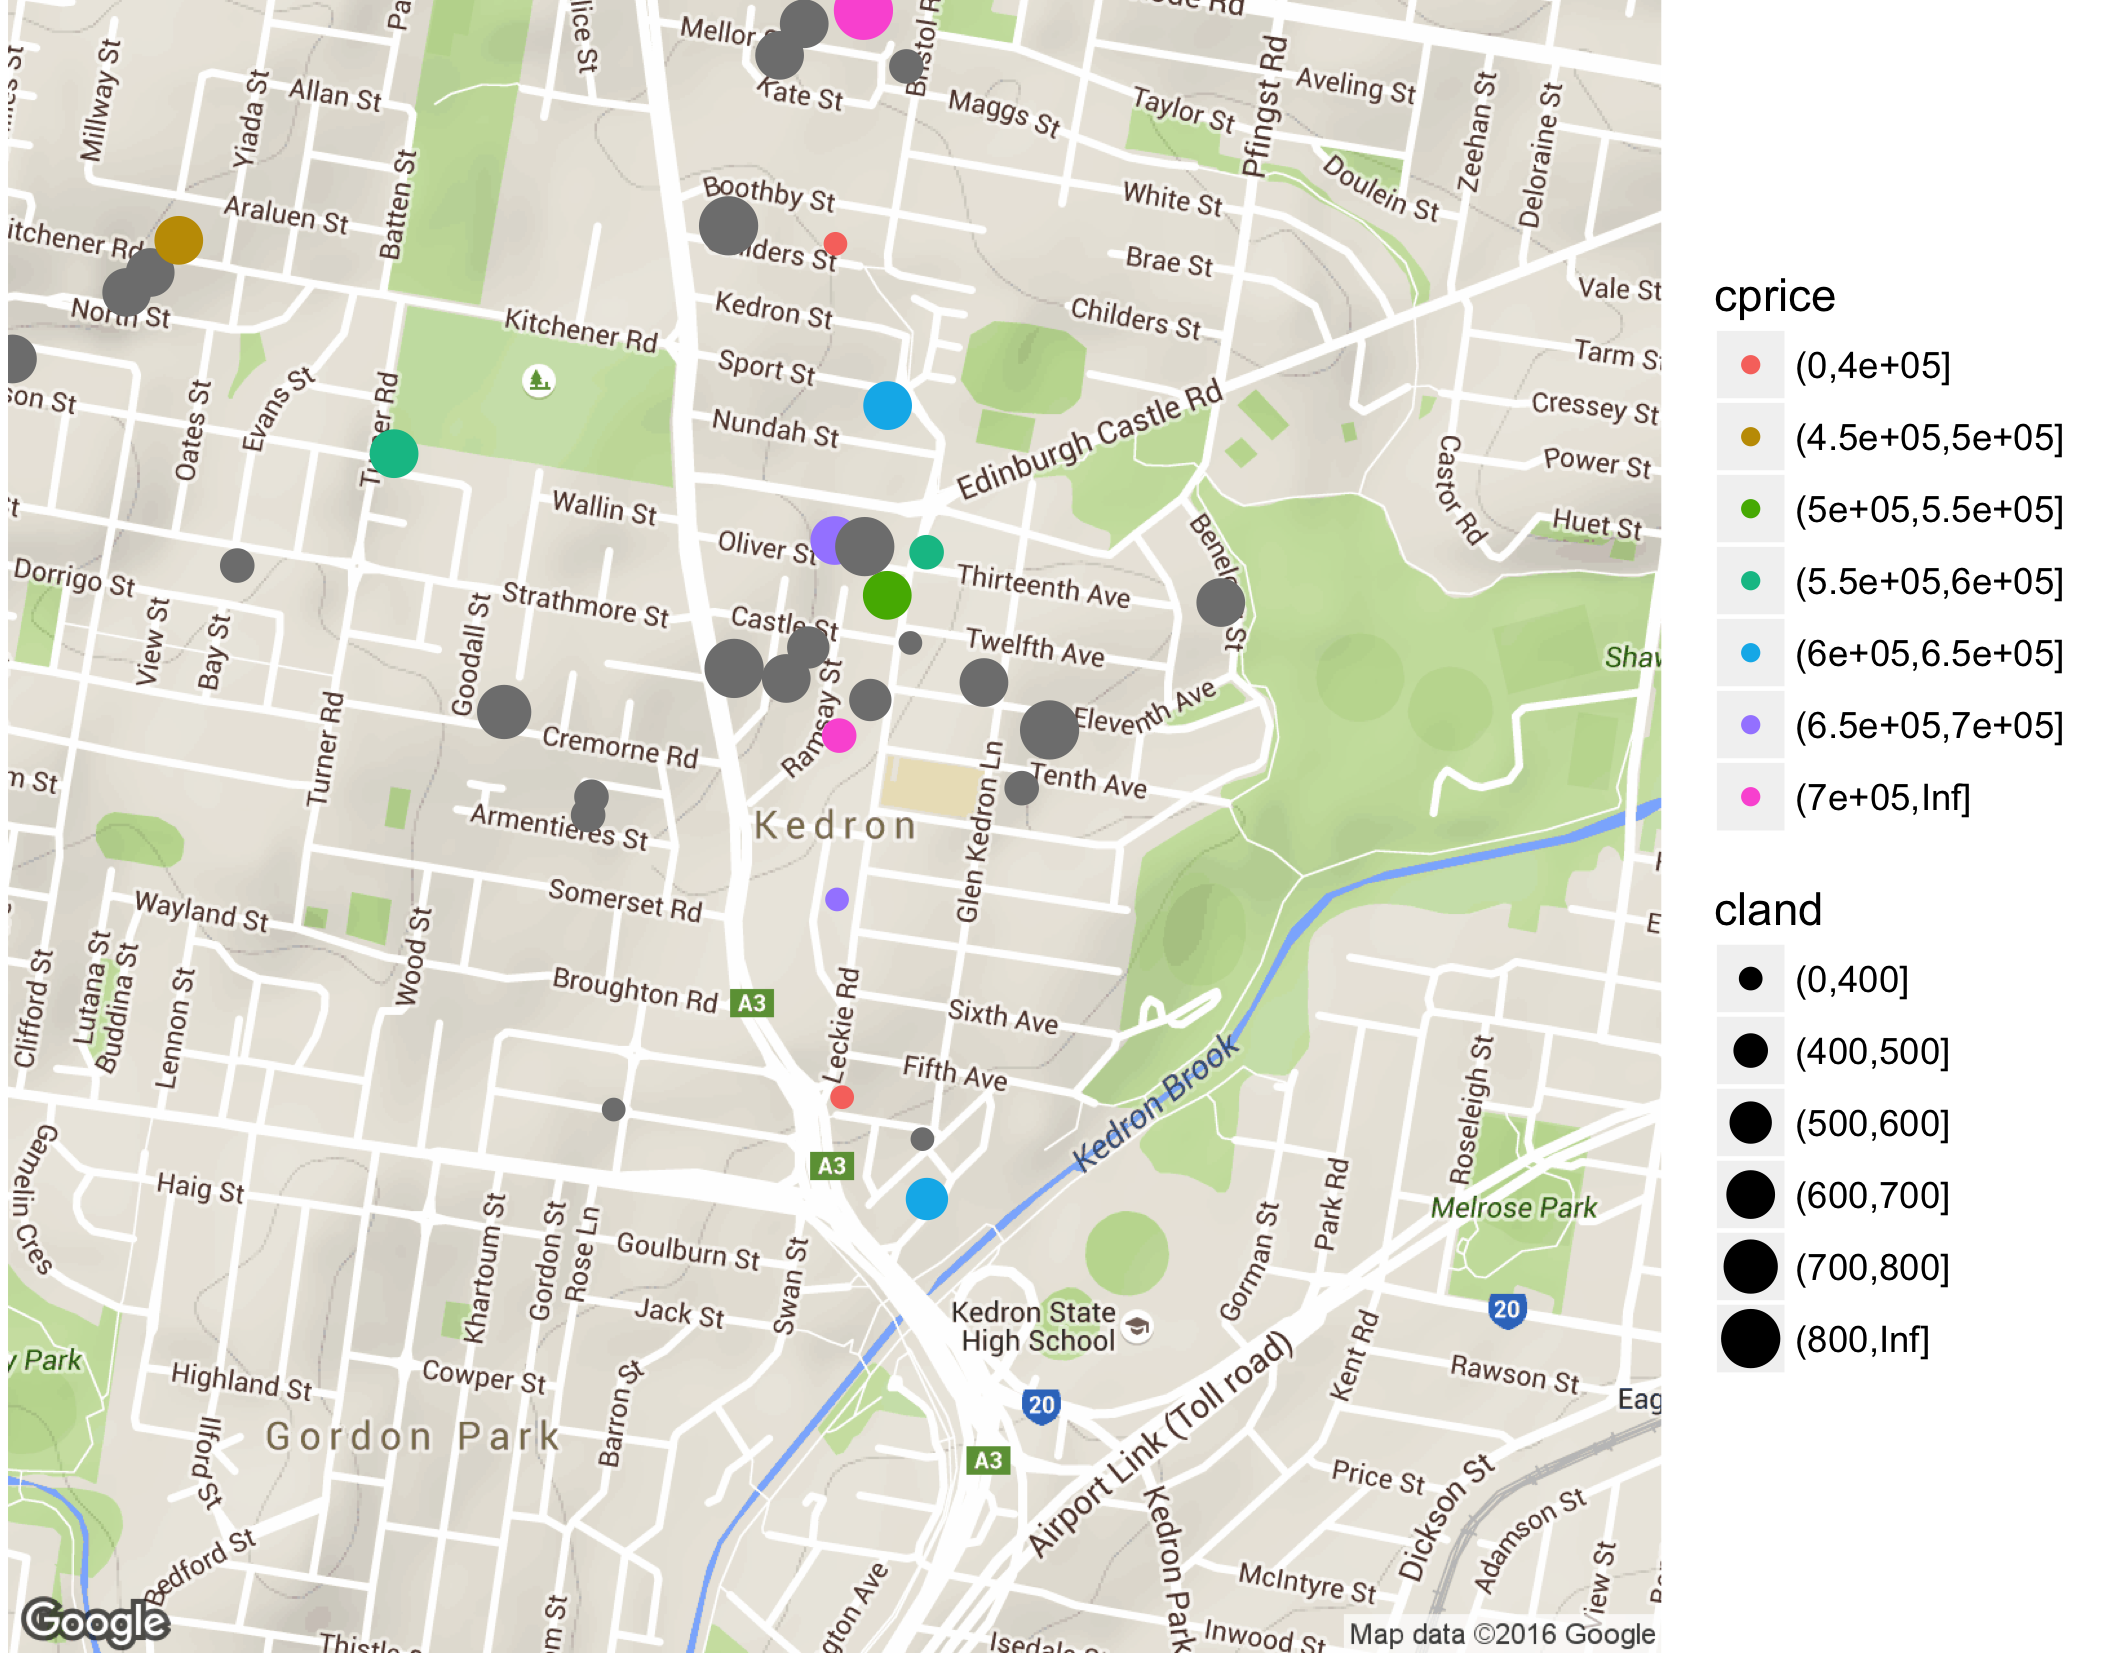 Mellor
Kate St
Maggs St
Taylor St
Pfingst Rd
Aveling St
Zeehan St
Deloraine St
Doulein St
White St
Brae St
Childers St
Vale St
Tarm St
Cressey St
Power St
Huet St
Castor Rd
Millway St
Yiada St
Allan St
Batten St
Araluen St
North St
Kitchener Rd
Boothby St
Kedron St
Sport St
Nundah St
Edinburgh Castle Rd
Oates St
Evans St
Wallin St
Oliver St
Thirteenth Ave
Dorrigo St
Strathmore St
Castle St
Twelfth Ave
View St
Bay St
Goodall St
Turner Rd
Cremorne Rd
Ramsay St
Eleventh Ave
Tenth Ave
Armentieres St
Kedron
Glen Kedron Ln
Somerset Rd
Wayland St
Wood St
Clifford St
Lutana St
Buddina St
Lennon St
Broughton Rd
A3
Leckie Rd
Sixth Ave
Fifth Ave
Kedron Brook
Roseleigh St
A3
Gamelin Cres
Haig St
Khartoum St
Gordon St
Rose Ln
Goulburn St
Jack St
Swan St
Gorman St
Park Rd
Melrose Park
20
Kedron State
High School
Kent Rd
Rawson St
Highland St
Cowper St
Barron St
Ilford St
Gordon Park
20
A3
Airport Link (Toll road)
Price St
Dickson St
Adamson St
View St
Kedron Park
McIntyre St
Inwood St
Bedford St
Google
Map data ©2016 Google
cprice
(0,4e+05]
(4.5e+05,5e+05]
(5e+05,5.5e+05]
(5.5e+05,6e+05]
(6e+05,6.5e+05]
(6.5e+05,7e+05]
(7e+05,Inf]
cland
(0,400]
(400,500]
(500,600]
(600,700]
(700,800]
(800,Inf]